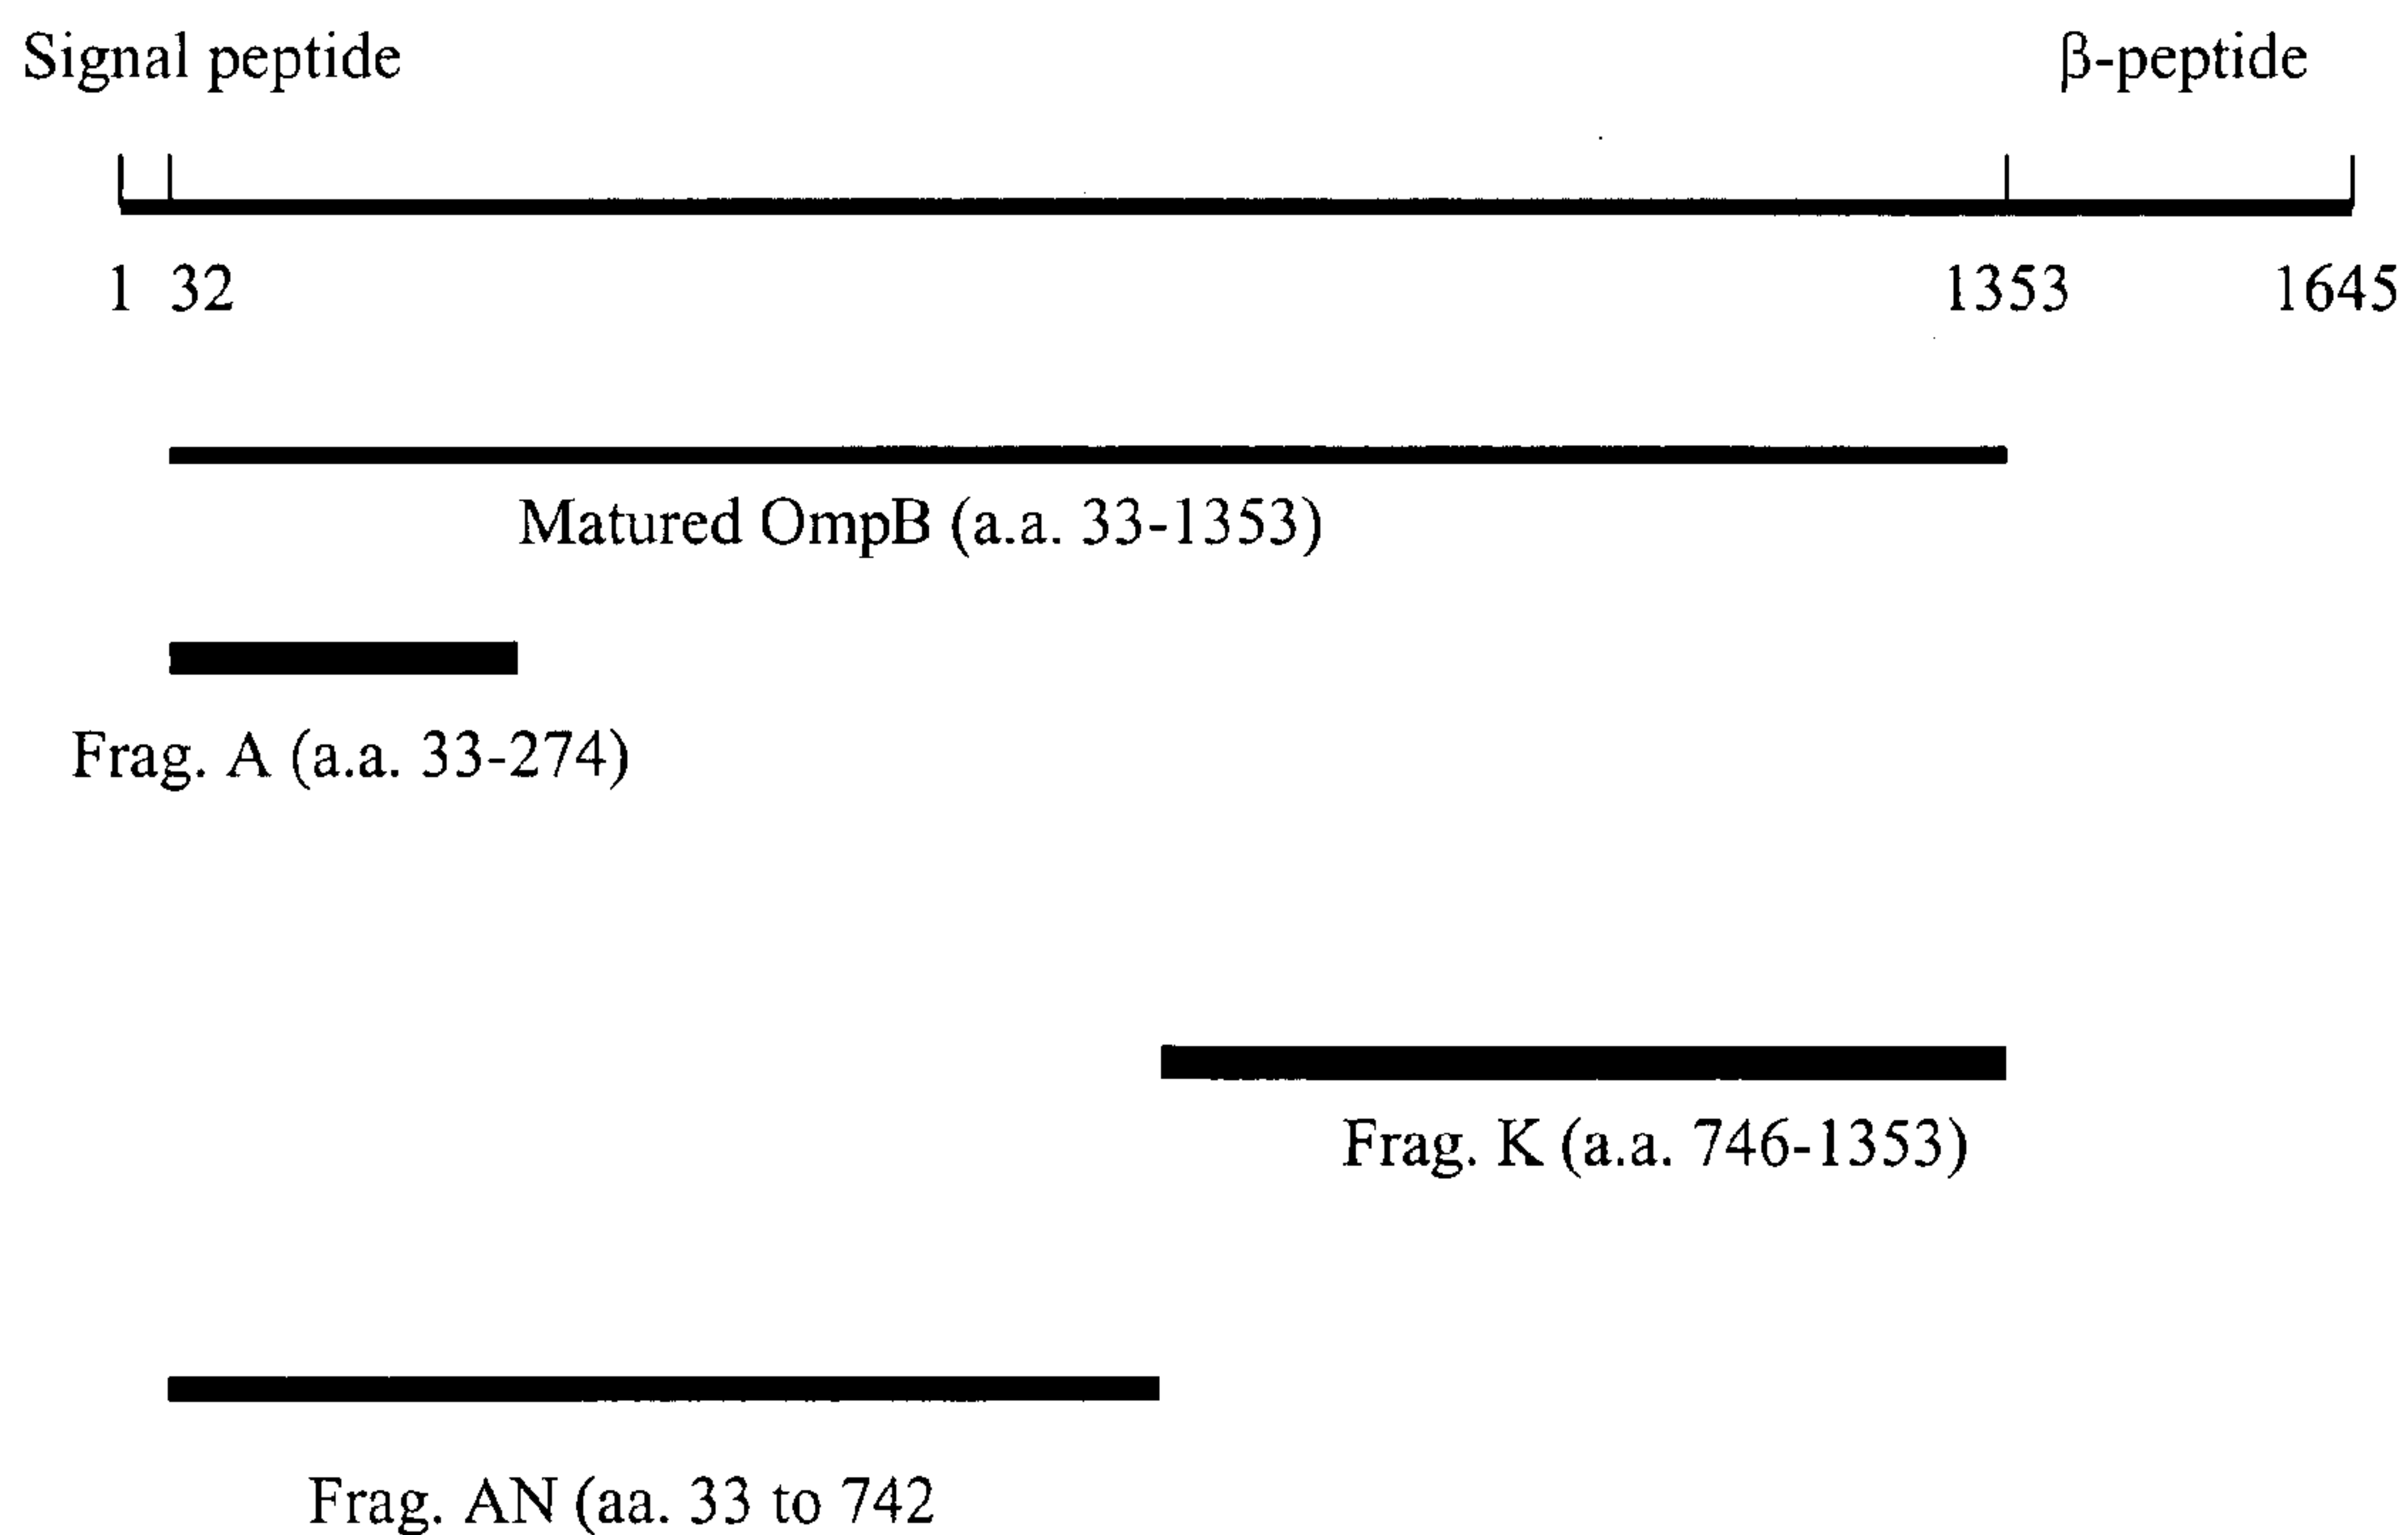 Signal peptide β-peptide
1 32 1353 1645
Matured OmpB (a.a. 33-1353)
Frag. A (a.a. 33-274)
Frag. K (a.a. 746-1353)
Frag. AN (aa. 33 to 742